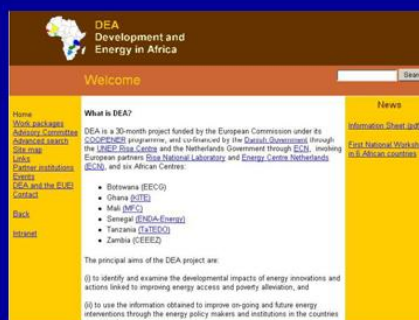 DEA
Development and
Energy in Africa
Welcome
Sear
Home
Work packages
Advisory Committee
Advanced search
Site map
Links
Partner institutions
Events
DEA and the EUEI
Contact
Back
Intranet
What is DEA?
DEA is a 30-month project funded by the European Commission under its
COOPENER programme, and co-financed by the Danish Government through
the UNEP Risø Centre and the Netherlands Government through ECN, involving
European partners Risø National Laboratory and Energy Centre Netherlands
(ECN), and six African Centres:
Botswana (EECG)
Ghana (KITE)
Mali (MFC)
Senegal (ENDA-Energy)
Tanzania (TaTEDO)
Zambia (CEEEZ)
The principal aims of the DEA project are:
(i) to identify and examine the developmental impacts of energy innovations and
actions linked to improving energy access and poverty alleviation, and
(ii) to use the information obtained to improve on-going and future energy
interventions through the energy policy makers and institutions in the countries
News
Information Sheet (pdf
First National Worksh
in 6 African countries